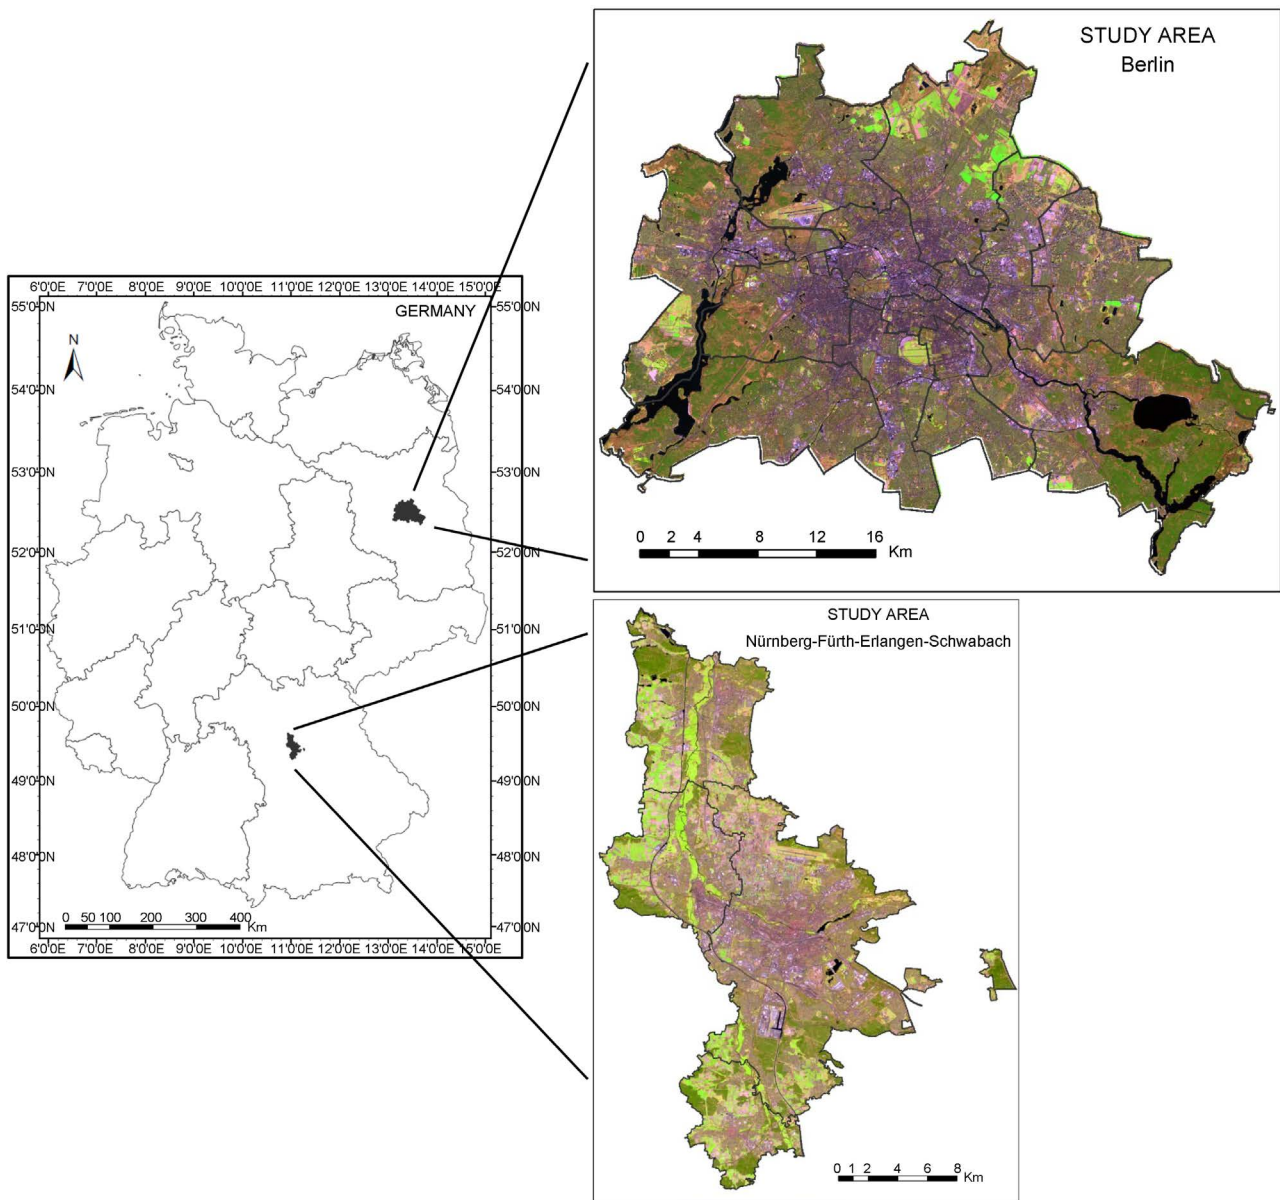 STUDY AREA
Berlin
0 2 4 8 12 16
Km
6°0'0"E 7°0'0"E 8°0'0"E 9°0'0"E 10°0'0"E 11°0'0"E 12°0'0"E 13°0'0"E 14°0'0"E 15°0'0"E
55°0'0"N 55°0'0"N
GERMANY
N
54°0'0"N 54°0'0"N
53°0'0"N 53°0'0"N
52°0'0"N 52°0'0"N
51°0'0"N 51°0'0"N
50°0'0"N 50°0'0"N
49°0'0"N 49°0'0"N
48°0'0"N 48°0'0"N
0 50 100 200 300 400
Km
47°0'0"N 47°0'0"N
6°0'0"E 7°0'0"E 8°0'0"E 9°0'0"E 10°0'0"E 11°0'0"E 12°0'0"E 13°0'0"E 14°0'0"E 15°0'0"E
STUDY AREA
Nürnberg-Fürth-Erlangen-Schwabach
0 1 2 4 6 8
Km